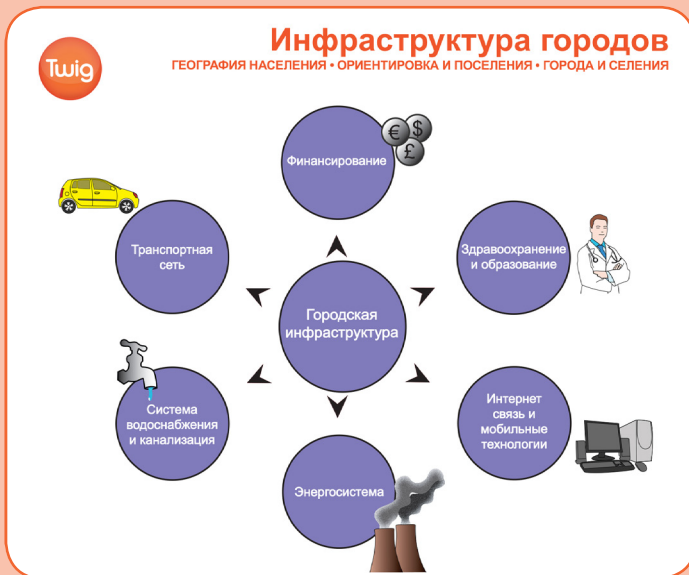 Twig
Инфраструктура городов
ГЕОГРАФИЯ НАСЕЛЕНИЯ • ОРИЕНТИРОВКА И ПОСЕЛЕНИЯ • ГОРОДА И СЕЛЕНИЯ
Финансирование
€ $
£
Транспортная
сеть
Здравоохранение
и образование
Городская
инфраструктура
Система
водоснабжения
и канализация
Интернет
связь и
мобильные
технологии
Энергосистема